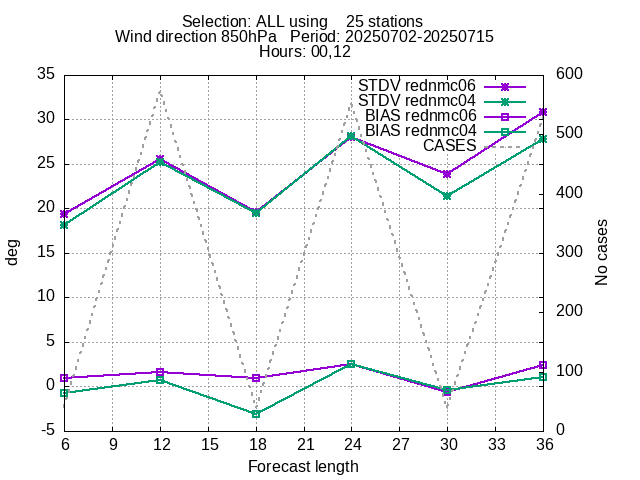 Selection: ALL using    25 stations
Wind direction 850hPa   Period: 20250702-20250715
Hours: 00,12
STDV rednmc06
STDV rednmc04
BIAS rednmc06
BIAS rednmc04
CASES
35
30
25
20
15
10
5
0
-5
deg
600
500
400
300
200
100
0
No cases
6 9 12 15 18 21 24 27 30 33 36
Forecast length